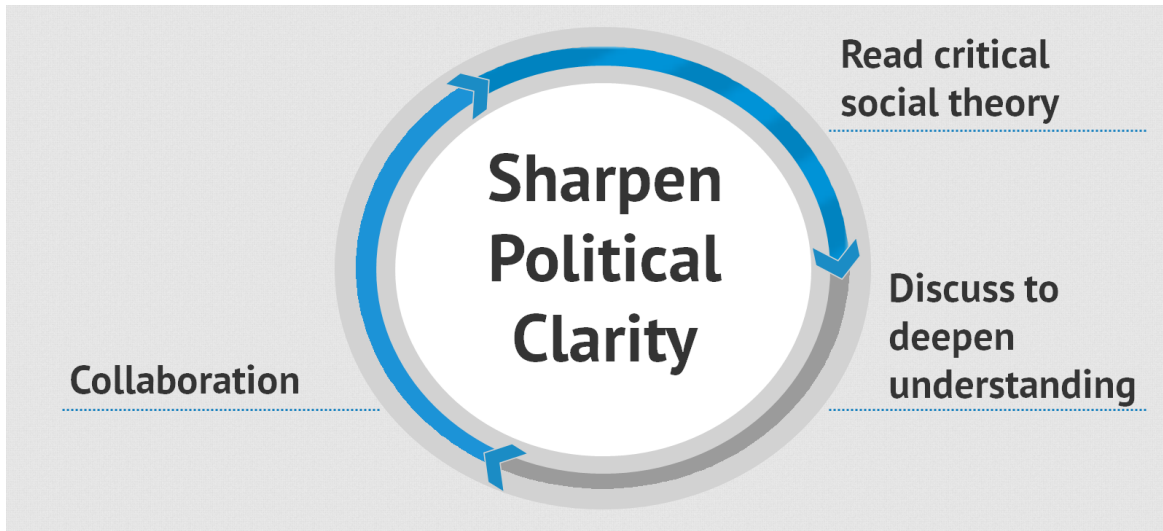 Read critical
social theory
Sharpen
Political
Clarity
Discuss to
deepen
understanding
Collaboration